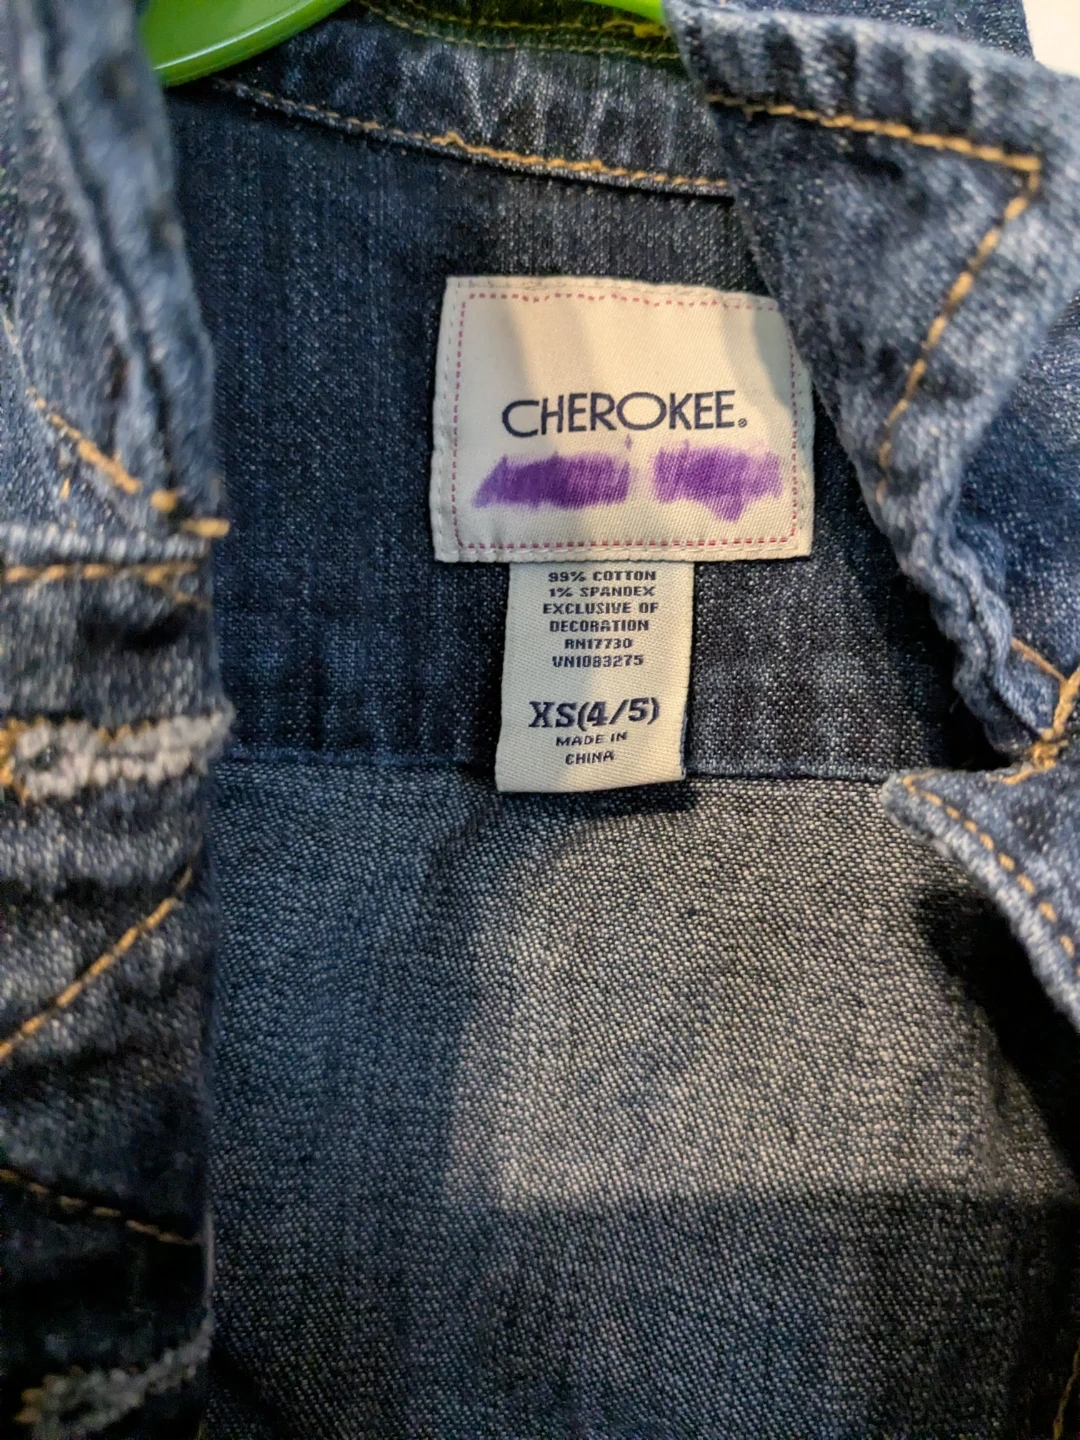 CHEROKEE®
99% COTTON
1% SPANDEX
EXCLUSIVE OF
DECORATION
RN17730
VN1083275
XS(4/5)
MADE IN
CHINA